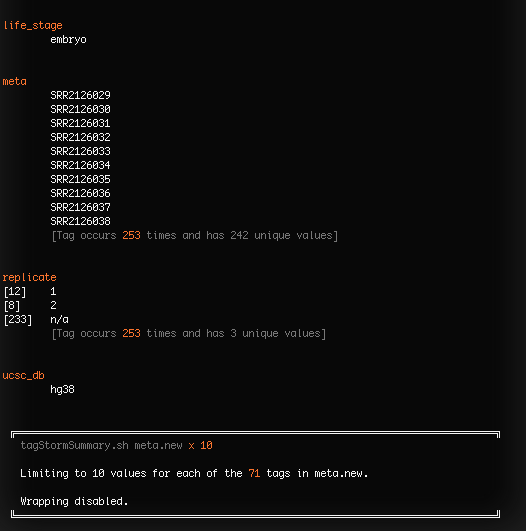 life_stage
embryo
meta
SRR2126029
SRR2126030
SRR2126031
SRR2126032
SRR2126033
SRR2126034
SRR2126035
SRR2126036
SRR2126037
SRR2126038
[Tag occurs 253 times and has 242 unique values]
replicate
[12] 1
[8] 2
[233] n/a
[Tag occurs 253 times and has 3 unique values]
ucsc_db
hg38
tagStormSummary.sh meta.new x 10
Limiting to 10 values for each of the 71 tags in meta.new.
Wrapping disabled.